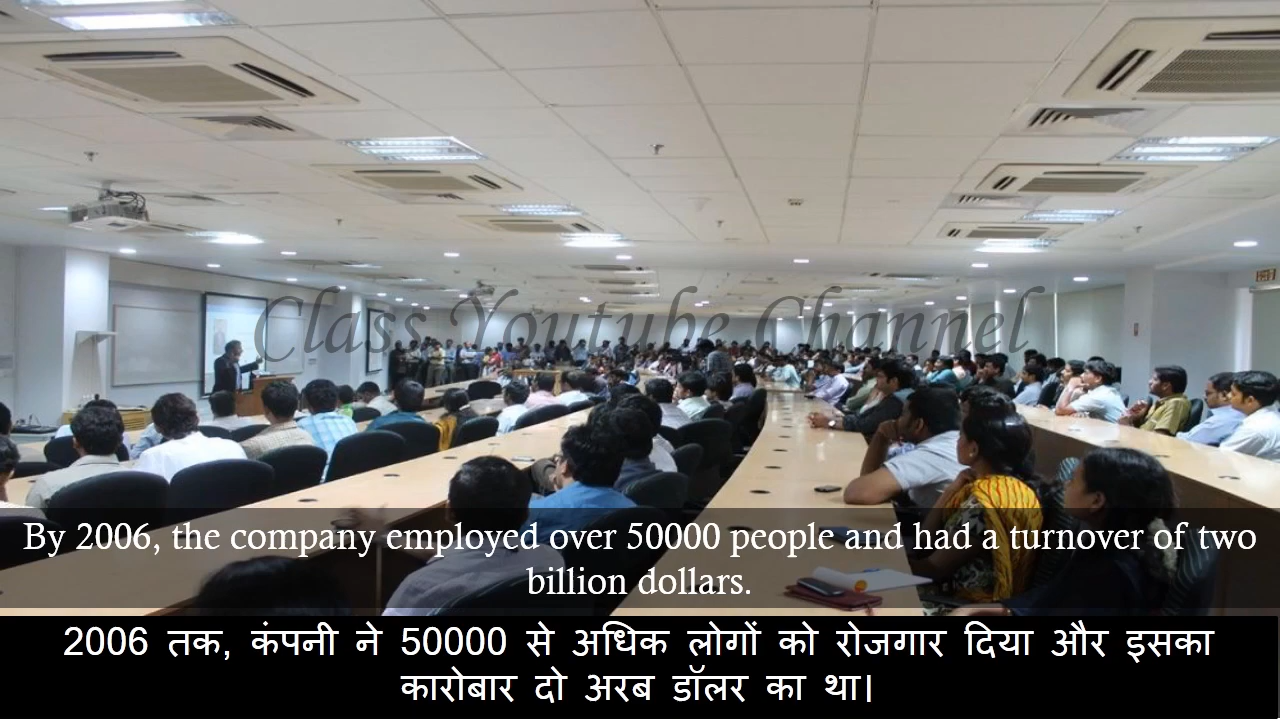 Class Youtube Channel
By 2006, the company employed over 50000 people and had a turnover of two
billion dollars.
2006 तक, कंपनी ने 50000 से अधिक लोगों को रोजगार दिया और इसका
कारोबार दो अरब डॉलर का था।